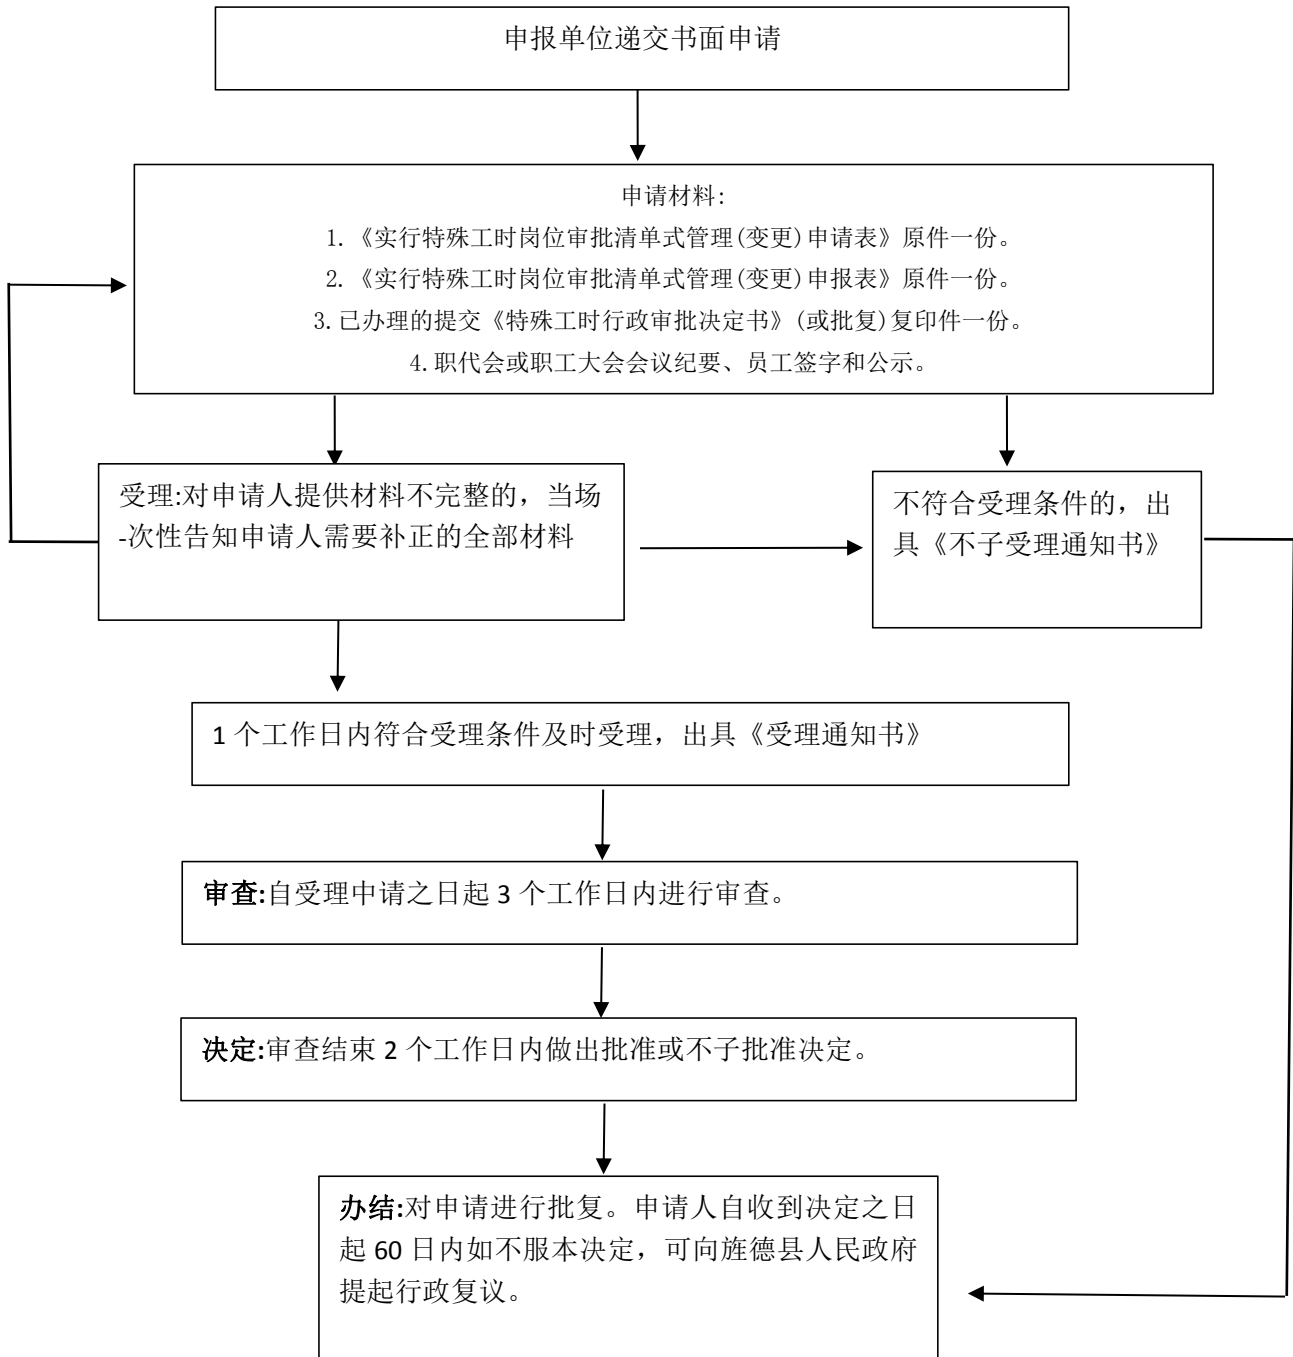 申报单位递交书面申请
申请材料:
1.《实行特殊工时岗位审批清单式管理(变更)申请表》原件一份。
2.《实行特殊工时岗位审批清单式管理(变更)申报表》原件一份。
3.已办理的提交《特殊工时行政审批决定书》(或批复)复印件一份。
4.职代会或职工大会会议纪要、员工签字和公示。
受理:对申请人提供材料不完整的，当场
-次性告知申请人需要补正的全部材料
不符合受理条件的，出
具《不子受理通知书》
1 个工作日内符合受理条件及时受理，出具《受理通知书》
审查:自受理中请之日起 3 个工作日内进行审查。
决定:审查结束 2 个工作日内做出批准或不子批准决定。
办结:对申请进行批复。申请人自收到决定之日
起 60 日内如不服本决定，可向旌德县人民政府
提起行政复议。